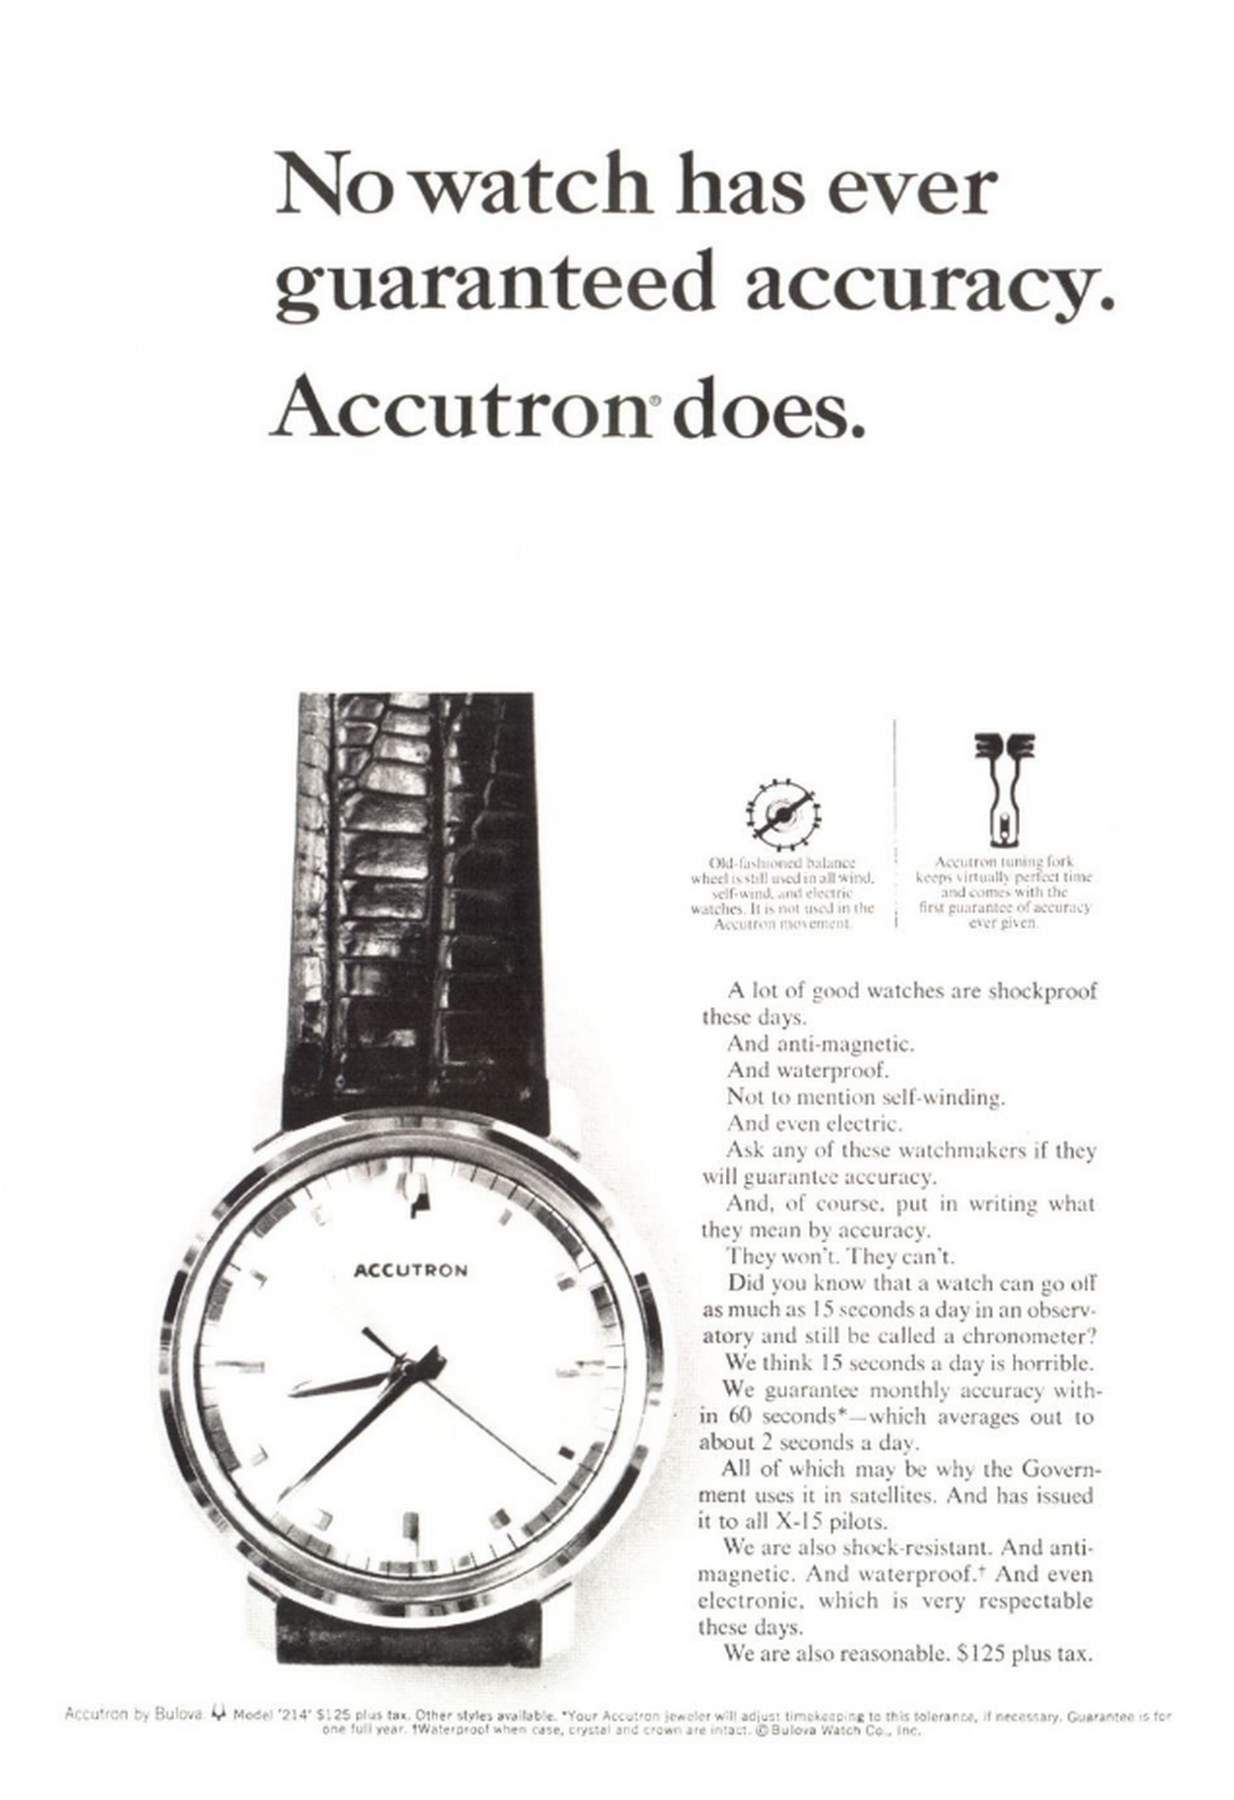 No watch has ever
guaranteed accuracy.
Accutron® does.
Old-fashioned balance
wheel is still used in all wind,
self-wind, and electric
watches. It is not used in the
Accutron movement.
Accutron tuning fork
keeps virtually perfect time
and comes with the
first guarantee of accuracy
ever given.
ACCUTRON
A lot of good watches are shockproof
these days.
And anti-magnetic.
And waterproof.
Not to mention self-winding.
And even electric.
Ask any of these watchmakers if they
will guarantee accuracy.
And, of course, put in writing what
they mean by accuracy.
They won't. They can't.
Did you know that a watch can go off
as much as 15 seconds a day in an observ-
atory and still be called a chronometer?
We think 15 seconds a day is horrible.
We guarantee monthly accuracy with-
in 60 seconds*—which averages out to
about 2 seconds a day.
All of which may be why the Govern-
ment uses it in satellites. And has issued
it to all X-15 pilots.
We are also shock-resistant. And anti-
magnetic. And waterproof.† And even
electronic, which is very respectable
these days.
We are also reasonable. $125 plus tax.
Accutron by Bulova. Model "214" $125 plus tax. Other styles available. *Your Accutron jeweler will adjust timekeeping to this tolerance, if necessary. Guarantee is for
one full year. †Waterproof when case, crystal and crown are intact. © Bulova Watch Co., Inc.